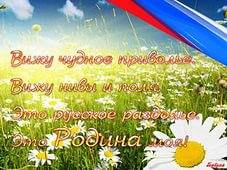 Вижу чудное приволье,
Вижу нивы и поля,
Это русское раздолье,
Это Родина моя!